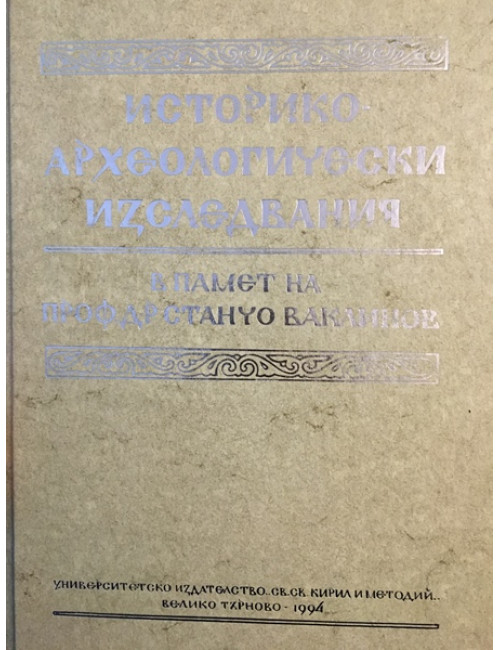 ИСТОРИКО-
АРХЕОЛОГИЧЕСКИ
ИЗСЛЕДВАНИЯ
В ПАМЕТ НА
ПРОФ. Д-Р СТАНЧО ВАКЛИНОВ
УНИВЕРСИТЕТСКО ИЗДАТЕЛСТВО „СВ. СВ. КИРИЛ И МЕТОДИЙ“
ВЕЛИКО ТЪРНОВО - 1994